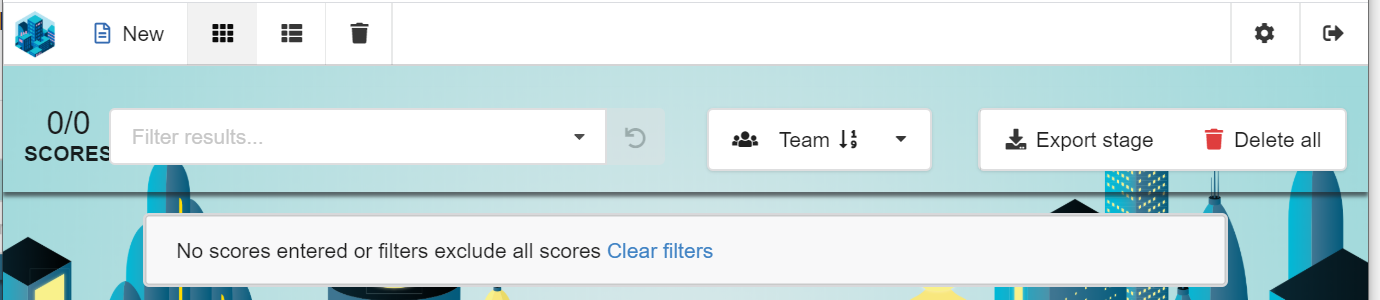 New
0/0
SCORES
Filter results...
Team
Export stage
Delete all
No scores entered or filters exclude all scores Clear filters